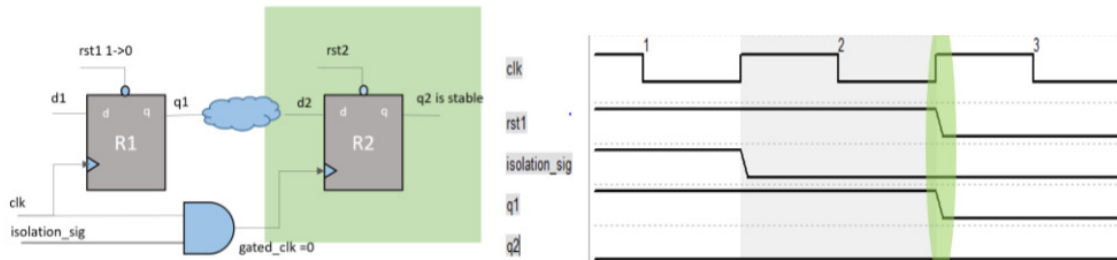 rst1 1->0
rst2
d1
d
q
q1
R1
d2
d
q
q2 is stable
R2
clk
isolation_sig
gated_clk =0
1
2
3
clk
rst1
isolation_sig
q1
q2